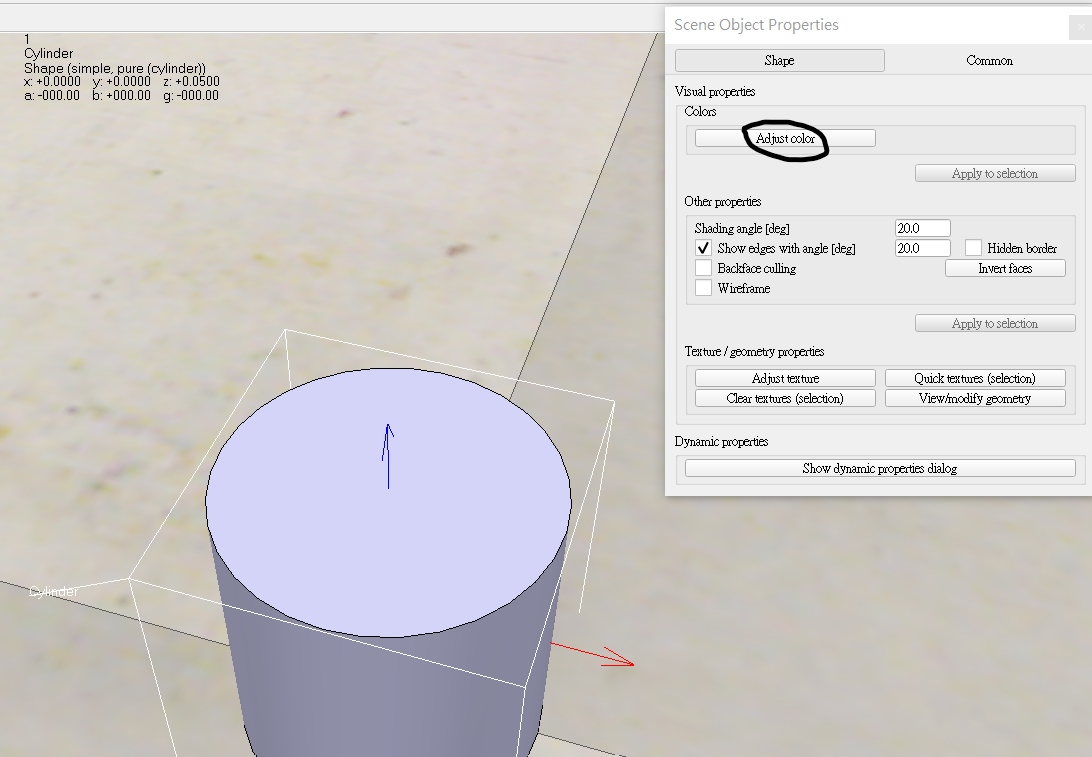 1
Cylinder
Shape (simple, pure (cylinder))
x: +0.0000 y: +0.0000 z: +0.0500
a: -000.00 b: +000.00 g: -000.00
Cylinder
Scene Object Properties
Shape Common
Visual properties
Colors
Adjust color
Apply to selection
Other properties
Shading angle [deg] 20.0
Show edges with angle [deg] 20.0 Hidden border
Backface culling Invert faces
Wireframe
Apply to selection
Texture / geometry properties
Adjust texture Quick textures (selection)
Clear textures (selection) View/modify geometry
Dynamic properties
Show dynamic properties dialog